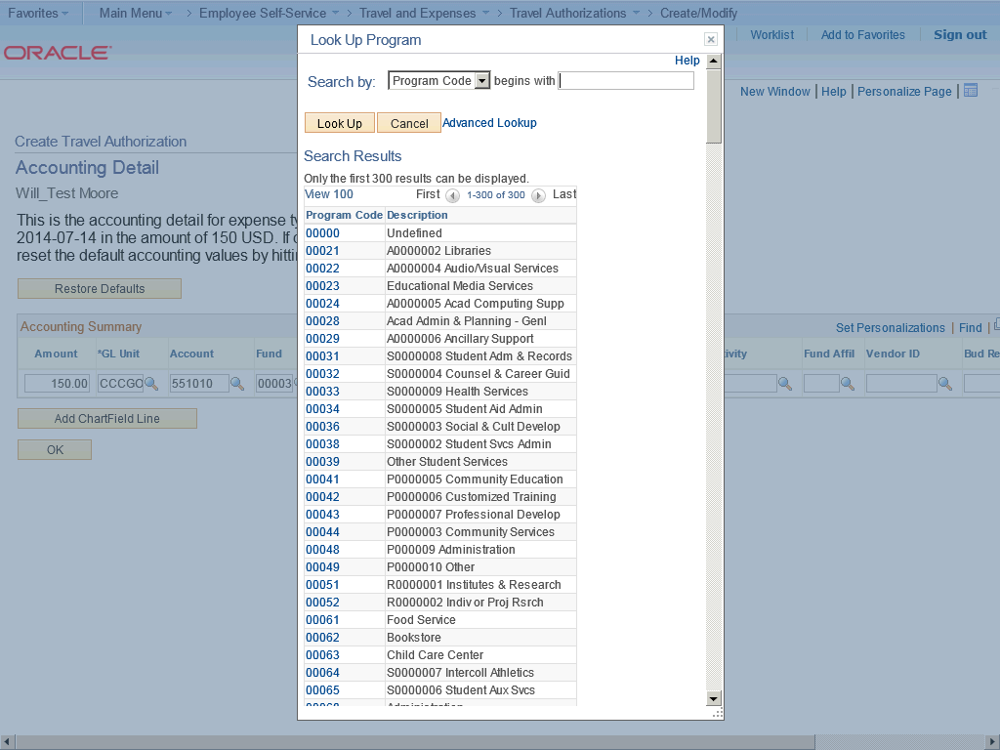 Favorites Main Menu > Employee Self-Service > Travel and Expenses > Travel Authorizations > Create/Modify
ORACLE
Worklist Add to Favorites Sign out
New Window | Help | Personalize Page |
Create Travel Authorization
Accounting Detail
Will_Test Moore
This is the accounting detail for expense
2014-07-14 in the amount of 150 USD. If
reset the default accounting values by
Restore Defaults
Accounting Summary
Set Personalizations | Find |
Amount *GL Unit Account Fund Fund Affil Vendor ID Bud
150.00 CCCGO 551010 00003
Add ChartField Line
OK
Look Up Program
Help
Search by: Program Code begins with
Look Up Cancel Advanced Lookup
Search Results
Only the first 300 results can be displayed.
View 100 First 1-300 of 300 Last
Program Code Description
00000 Undefined
00021 A0000002 Libraries
00022 A0000004 Audio/Visual Services
00023 Educational Media Services
00024 A0000005 Acad Computing Supp
00028 Acad Admin & Planning - Genl
00029 A0000006 Ancillary Support
00031 S0000008 Student Adm & Records
00032 S0000004 Counsel & Career Guid
00033 S0000009 Health Services
00034 S0000005 Student Aid Admin
00036 S0000003 Social & Cult Develop
00038 S0000002 Student Svcs Admin
00039 Other Student Services
00041 P0000005 Community Education
00042 P0000006 Customized Training
00043 P0000007 Professional Develop
00044 P0000003 Community Services
00048 P000009 Administration
00049 P0000010 Other
00051 R0000001 Institutes & Research
00052 R0000002 Indiv or Proj Rsrch
00061 Food Service
00062 Bookstore
00063 Child Care Center
00064 S0000007 Intercoll Athletics
00065 S0000006 Student Aux Svcs